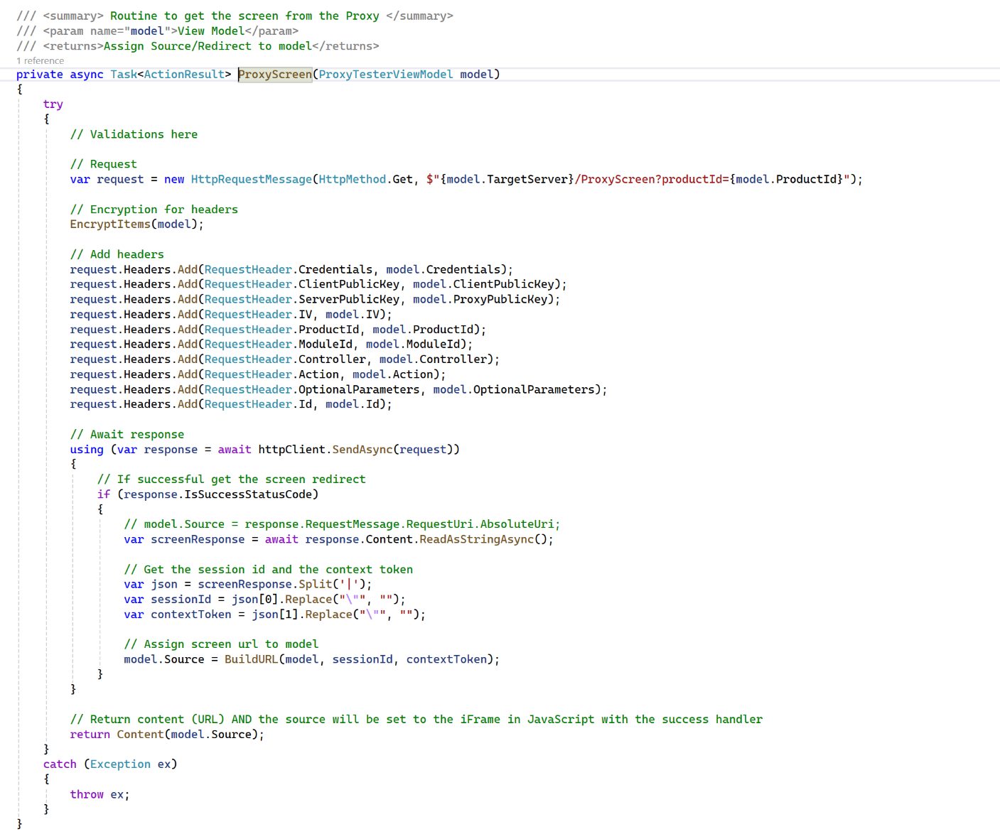 /// <summary> Routine to get the screen from the Proxy </summary>
/// <param name="model">View Model</param>
/// <returns>Assign Source/Redirect to model</returns>
1 reference
private async Task<ActionResult> ProxyScreen(ProxyTesterViewModel model)
{
try
{
// Validations here
// Request
var request = new HttpRequestMessage(HttpMethod.Get, $"{model.TargetServer}/ProxyScreen?productId={model.ProductId}");
// Encryption for headers
EncryptItems(model);
// Add headers
request.Headers.Add(RequestHeader.Credentials, model.Credentials);
request.Headers.Add(RequestHeader.ClientPublicKey, model.ClientPublicKey);
request.Headers.Add(RequestHeader.ServerPublicKey, model.ProxyPublicKey);
request.Headers.Add(RequestHeader.IV, model.IV);
request.Headers.Add(RequestHeader.ProductId, model.ProductId);
request.Headers.Add(RequestHeader.ModuleId, model.ModuleId);
request.Headers.Add(RequestHeader.Controller, model.Controller);
request.Headers.Add(RequestHeader.Action, model.Action);
request.Headers.Add(RequestHeader.OptionalParameters, model.OptionalParameters);
request.Headers.Add(RequestHeader.Id, model.Id);
// Await response
using (var response = await httpClient.SendAsync(request))
{
// If successful get the screen redirect
if (response.IsSuccessStatusCode)
{
// model.Source = response.RequestMessage.RequestUri.AbsoluteUri;
var screenResponse = await response.Content.ReadAsStringAsync();
// Get the session id and the context token
var json = screenResponse.Split('|');
var sessionId = json[0].Replace("\"", "");
var contextToken = json[1].Replace("\"", "");
// Assign screen url to model
model.Source = BuildURL(model, sessionId, contextToken);
}
}
// Return content (URL) AND the source will be set to the iFrame in JavaScript with the success handler
return Content(model.Source);
}
catch (Exception ex)
{
throw ex;
}
}